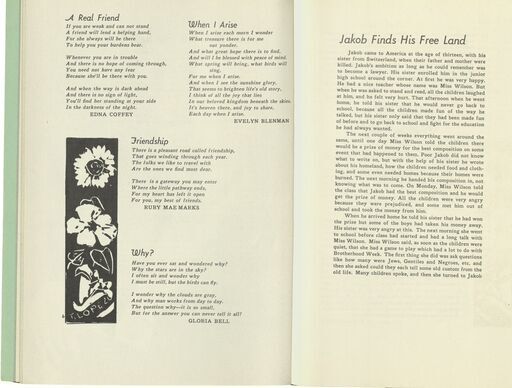 A Real Friend
If you are weak and can not stand
A friend will lend a helping hand,
For she always will be there
To help you your burdens bear.
Whenever you are in trouble
And there is no hope of coming through,
You need not have any fear
Because she'll be there with you.
And when the way is dark ahead
And there is no sign of light,
You'll find her standing at your side
In the darkness of the night.
EDNA COFFEY
When I Arise
When I arise each morn I wonder
What treasure there is for me
out yonder.
And what great hope there is to find,
And will I be blessed with peace of mind.
What spring will bring, what birds will
sing,
For me when I arise.
And when I see the sunshine glory,
That seems to brighten life's old story,
I think of all the joy that lies
In our beloved kingdom beneath the skies.
It's heaven there, and joy to share.
Each day when I arise.
EVELYN BLENMAN
Friendship
There is a pleasant road called friendship,
That goes winding through each year.
The folks we like to travel with
Are the ones we find most dear.
There is a gateway you may enter
Where the little pathway ends,
For my heart has left it open
For you, my best of friends.
RUBY MAE MARKS
Why?
Have you ever sat and wondered why?
Why the stars are in the sky?
I often sit and wonder why
I must be still, but the birds can fly.
I wonder why the clouds are gray,
And why man works from day to day.
The question why—it is so small,
But for the answer you can never tell it all!
GLORIA BELL
T. LOPEZ
Jakob Finds His Free Land
Jakob came to America at the age of thirteen, with his
sister from Switzerland, when their father and mother were
killed. Jakob's ambition as long as he could remember was
to become a lawyer. His sister enrolled him in the junior
high school around the corner. At first he was very happy.
He had a nice teacher whose name was Miss Wilson. But
when he was asked to stand and read, all the children laughed
at him, and he felt very hurt. That afternoon when he went
home, he told his sister that he would never go back to
school, because all the children made fun of the way he
talked, but his sister only said that they had been made fun
of before and to go back to school and fight for the education
he had always wanted.
The next couple of weeks everything went around the
same, until one day Miss Wilson told the children there
would be a prize of money for the best composition on some
event that had happened to them. Poor Jakob did not know
what to write on, but with the help of his sister he wrote
about his homeland, how the children needed food and cloth-
ing, and some even needed homes because their homes were
burned. The next morning he handed his composition in, not
knowing what was to come. On Monday, Miss Wilson told
the class that Jakob had the best composition and he would
get the prize of money. All the children were very angry
because they were prejudiced, and some met him out of
school and took the money from him.
When he arrived home he told his sister that he had won
the prize but some of the boys had taken his money away.
His sister was very angry at this. The next morning she went
to school before class had started and had a long talk with
Miss Wilson. Miss Wilson said, as soon as the children were
quiet, that she had a game to play which had a lot to do with
Brotherhood Week. The first thing she did was ask questions
like how many were Jews, Gentiles and Negroes, etc, and
then she asked could they each tell some old custom from the
old life. Many children spoke, and then she turned to Jakob